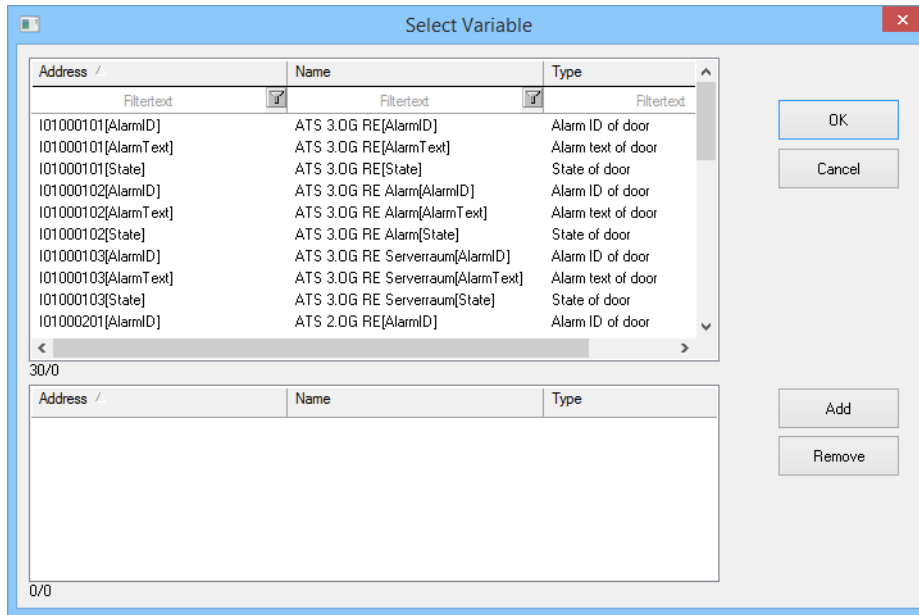 Select Variable
Address Name Type
Filtertext Filtertext Filtertext
I01000101[AlarmID] ATS 3.OG RE[AlarmID] Alarm ID of door
I01000101[AlarmText] ATS 3.OG RE[AlarmText] Alarm text of door
I01000101[State] ATS 3.OG RE[State] State of door
I01000102[AlarmID] ATS 3.OG RE Alarm[AlarmID] Alarm ID of door
I01000102[AlarmText] ATS 3.OG RE Alarm[AlarmText] Alarm text of door
I01000102[State] ATS 3.OG RE Alarm[State] State of door
I01000103[AlarmID] ATS 3.OG RE Serverraum[AlarmID] Alarm ID of door
I01000103[AlarmText] ATS 3.OG RE Serverraum[AlarmText] Alarm text of door
I01000103[State] ATS 3.OG RE Serverraum[State] State of door
I01000201[AlarmID] ATS 2.OG RE[AlarmID] Alarm ID of door
30/0
OK
Cancel
Address Name Type
Add
Remove
0/0